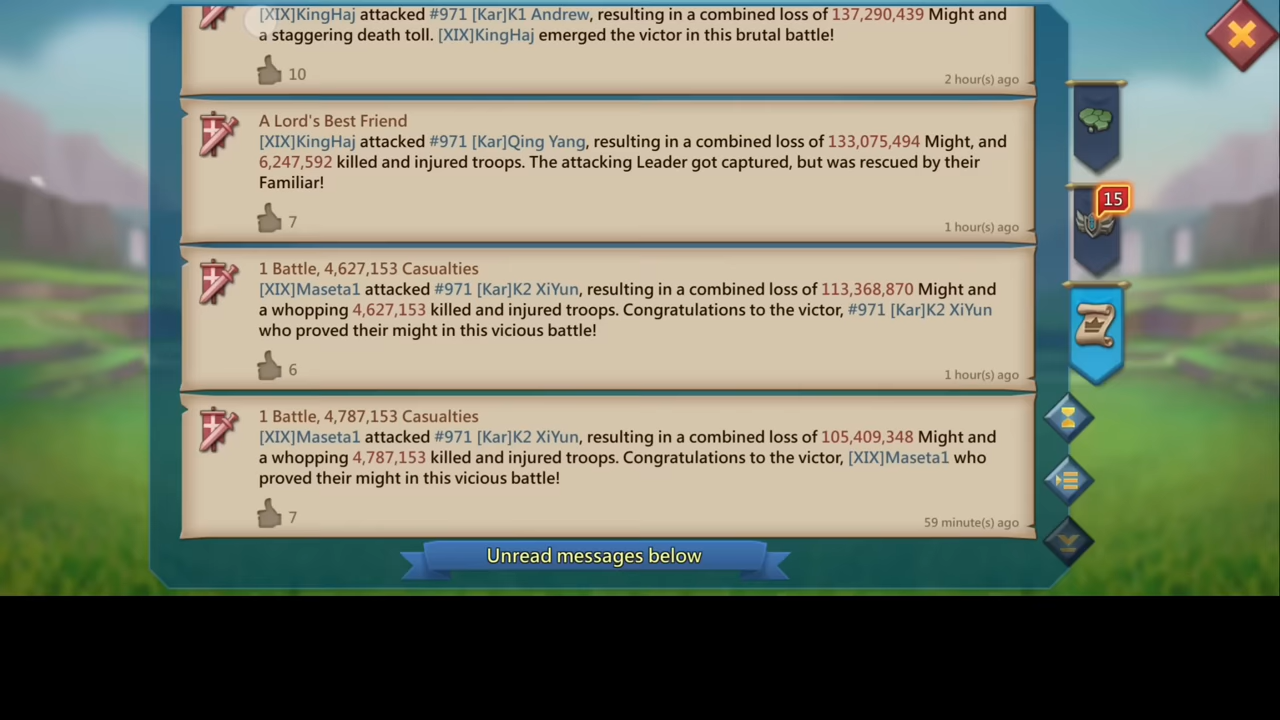 [XIX]KingHaj attacked #971 [Kar]K1 Andrew, resulting in a combined loss of 137,290,439 Might and
a staggering death toll. [XIX]KingHaj emerged the victor in this brutal battle!
10
2 hour(s) ago
A Lord's Best Friend
[XIX]KingHaj attacked #971 [Kar]Qing Yang, resulting in a combined loss of 133,075,494 Might, and
6,247,592 killed and injured troops. The attacking Leader got captured, but was rescued by their
Familiar!
7
1 hour(s) ago
15
1 Battle, 4,627,153 Casualties
[XIX]Maseta1 attacked #971 [Kar]K2 XiYun, resulting in a combined loss of 113,368,870 Might and
a whopping 4,627,153 killed and injured troops. Congratulations to the victor, #971 [Kar]K2 XiYun
who proved their might in this vicious battle!
6
1 hour(s) ago
1 Battle, 4,787,153 Casualties
[XIX]Maseta1 attacked #971 [Kar]K2 XiYun, resulting in a combined loss of 105,409,348 Might and
a whopping 4,787,153 killed and injured troops. Congratulations to the victor, [XIX]Maseta1 who
proved their might in this vicious battle!
7
59 minute(s) ago
Unread messages below